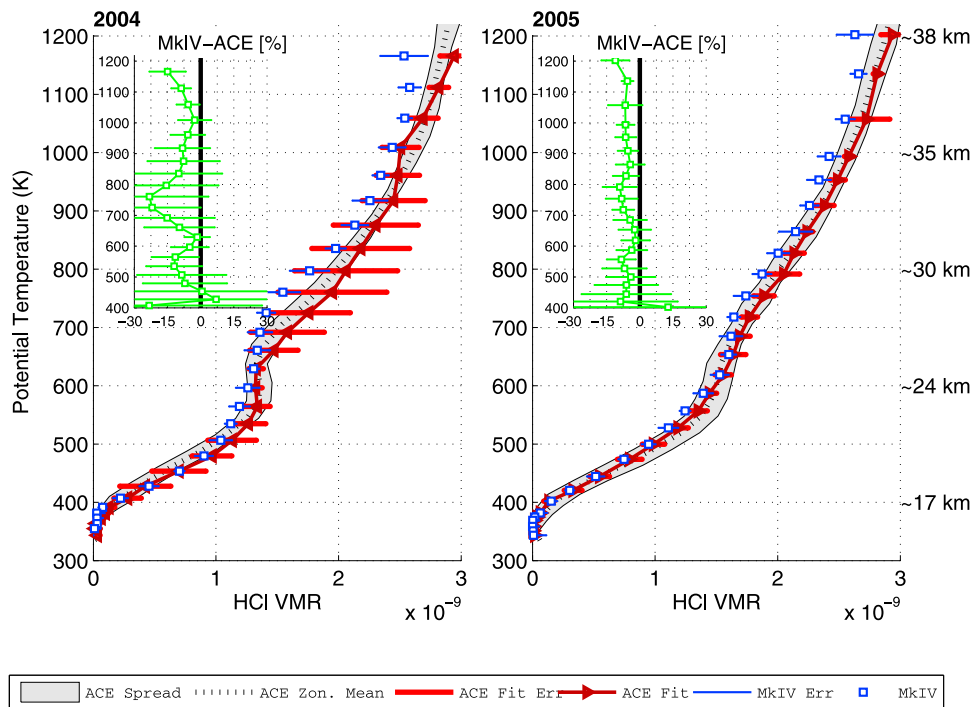 2004
MkIV−ACE [%]
1200
1100
1000
900
800
700
600
500
400
−30 −15 0 15 30
1200
1100
1000
900
800
700
600
500
400
300
Potential Temperature (K)
0 1 2 3
HCl VMR
x 10⁻⁹
2005
MkIV−ACE [%]
1200
1100
1000
900
800
700
600
500
400
−30 −15 0 15 30
1200
1100
1000
900
800
700
600
500
400
300
0 1 2 3
HCl VMR
x 10⁻⁹
~38 km
~35 km
~30 km
~24 km
~17 km
ACE Spread ACE Zon. Mean ACE Fit Err ACE Fit MkIV Err MkIV